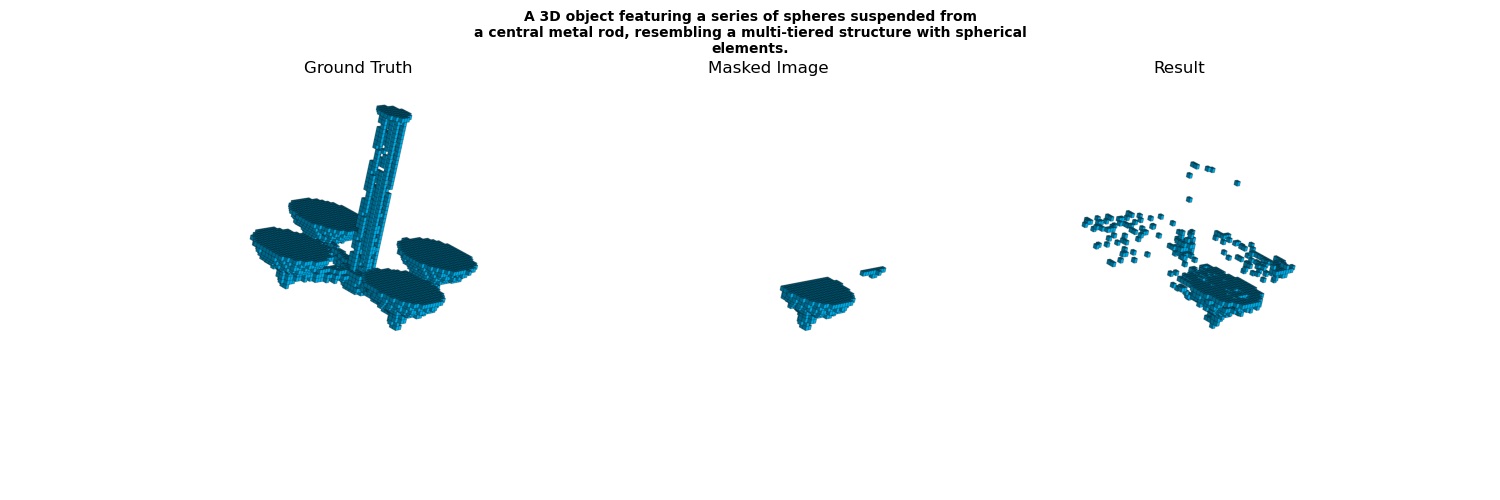 A 3D object featuring a series of spheres suspended from
a central metal rod, resembling a multi-tiered structure with spherical
elements.
Ground Truth
Masked Image
Result